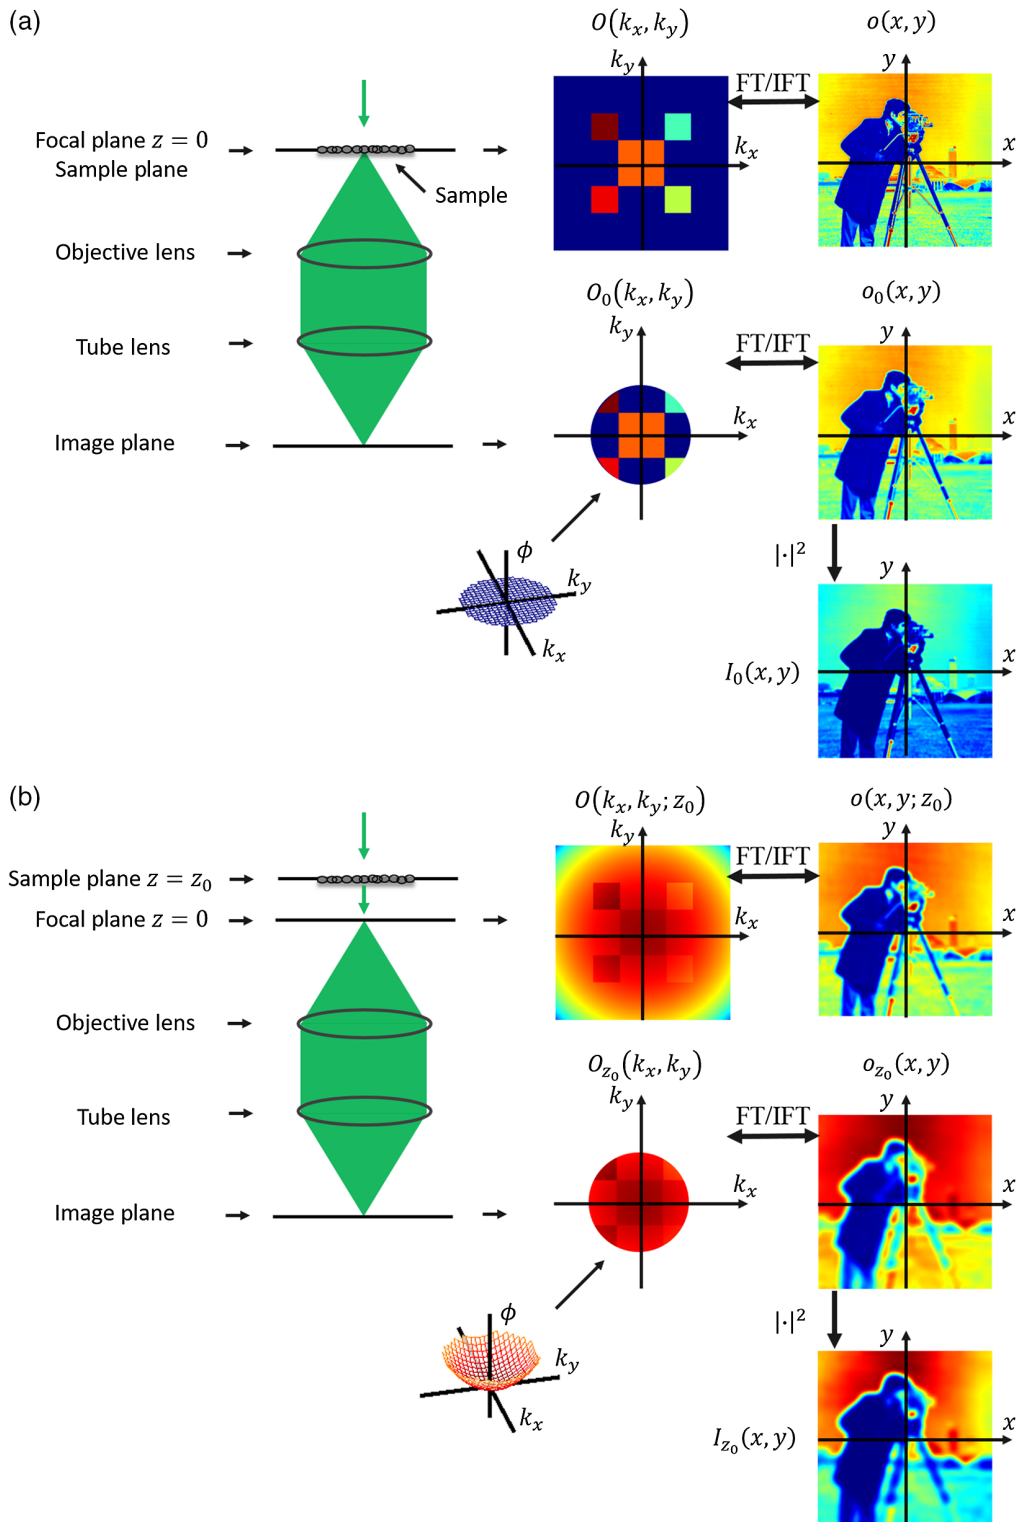 (a)
O(kx, ky)
o(x, y)
ky
FT/IFT
y
Focal plane z = 0
Sample plane
kx
x
Sample
Objective lens
O0(kx, ky)
o0(x, y)
ky
FT/IFT
y
Tube lens
kx
x
Image plane
|·|²
ϕ
ky
kx
y
I0(x, y)
x
(b)
O(kx, ky; z0)
o(x, y; z0)
ky
FT/IFT
y
Sample plane z = z0
Focal plane z = 0
kx
x
Objective lens
Oz0(kx, ky)
oz0(x, y)
ky
FT/IFT
y
Tube lens
kx
x
Image plane
|·|²
ϕ
ky
kx
y
Iz0(x, y)
x